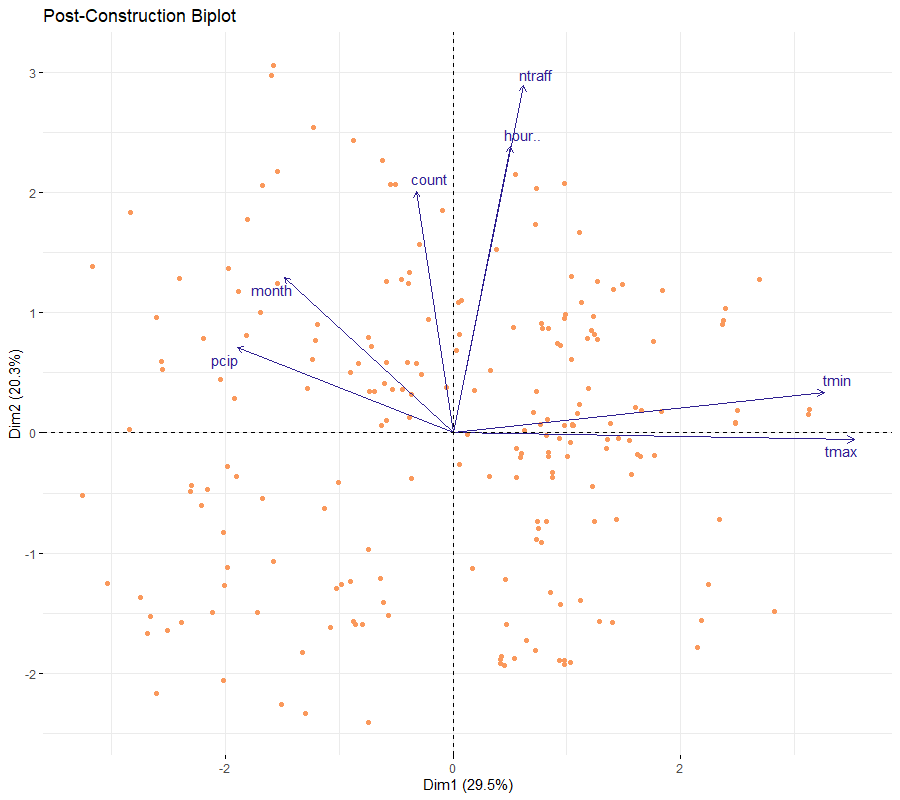 Post-Construction Biplot
3
2
1
0
-1
-2
Dim2 (20.3%)
ntraff
hour..
count
month
pcip
tmin
tmax
-2
0
2
Dim1 (29.5%)